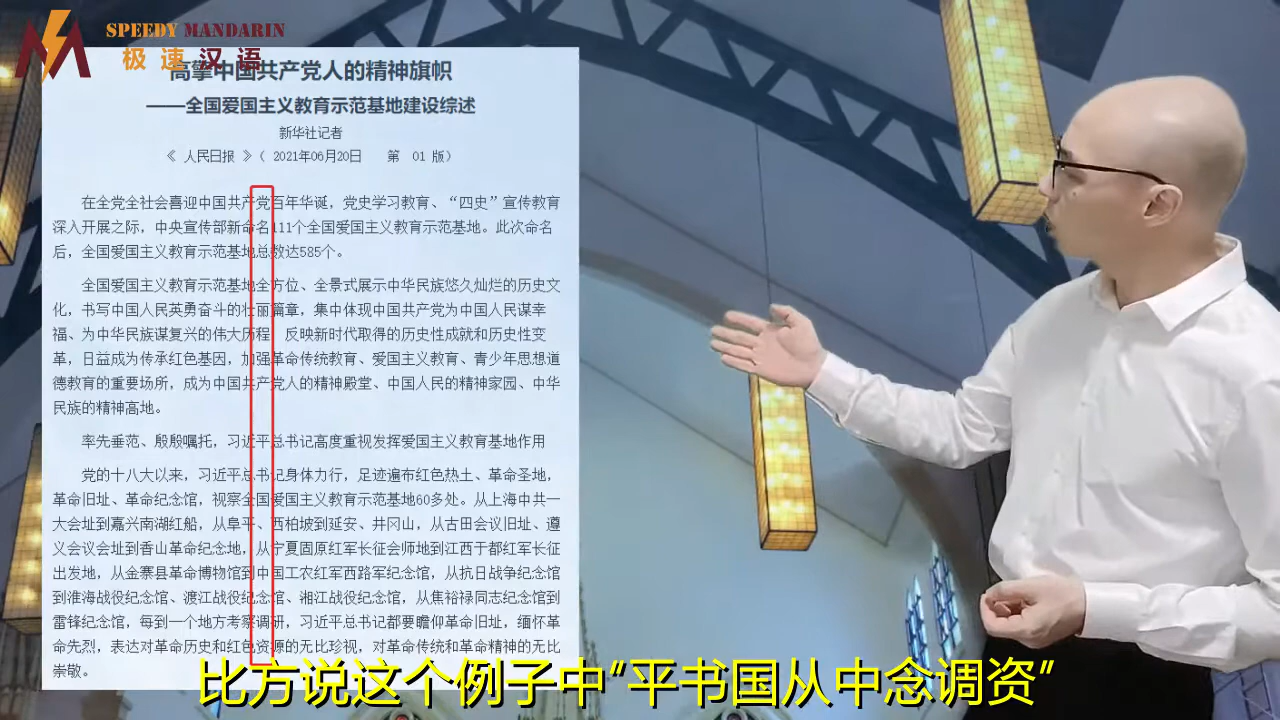 SPEEDY MANDARIN
极速汉语
高擎中国共产党人的精神旗帜
——全国爱国主义教育示范基地建设综述
新华社记者
《 人民日报 》（ 2021年06月20日　　第　01 版）
在全党全社会喜迎中国共产党百年华诞，党史学习教育、“四史”宣传教育
深入开展之际，中央宣传部新命名111个全国爱国主义教育示范基地。此次命名
后，全国爱国主义教育示范基地总数达585个。
全国爱国主义教育示范基地全方位、全景式展示中华民族悠久灿烂的历史文
化，书写中国人民英勇奋斗的壮丽篇章，集中体现中国共产党为中国人民谋幸
福、为中华民族谋复兴的伟大历程，反映新时代取得的历史性成就和历史性变
革，日益成为传承红色基因，加强革命传统教育、爱国主义教育、青少年思想道
德教育的重要场所，成为中国共产党人的精神殿堂、中国人民的精神家园、中华
民族的精神高地。
率先垂范、殷殷嘱托，习近平总书记高度重视发挥爱国主义教育基地作用
党的十八大以来，习近平总书记身体力行，足迹遍布红色热土、革命圣地，
革命旧址、革命纪念馆，视察全国爱国主义教育示范基地60多处。从上海中共一
大会址到嘉兴南湖红船，从阜平、西柏坡到延安、井冈山，从古田会议旧址、遵
义会议会址到香山革命纪念地，从宁夏固原红军长征会师地到江西于都红军长征
出发地，从金寨县革命博物馆到中国工农红军西路军纪念馆，从抗日战争纪念馆
到淮海战役纪念馆、渡江战役纪念馆、湘江战役纪念馆，从焦裕禄同志纪念馆到
雷锋纪念馆，每到一个地方考察调研，习近平总书记都要瞻仰革命旧址，缅怀革
命先烈，表达对革命历史和红色资源的无比珍视，对革命传统和革命精神的无比
崇敬。
比方说这个例子中“平书国从中念调资”